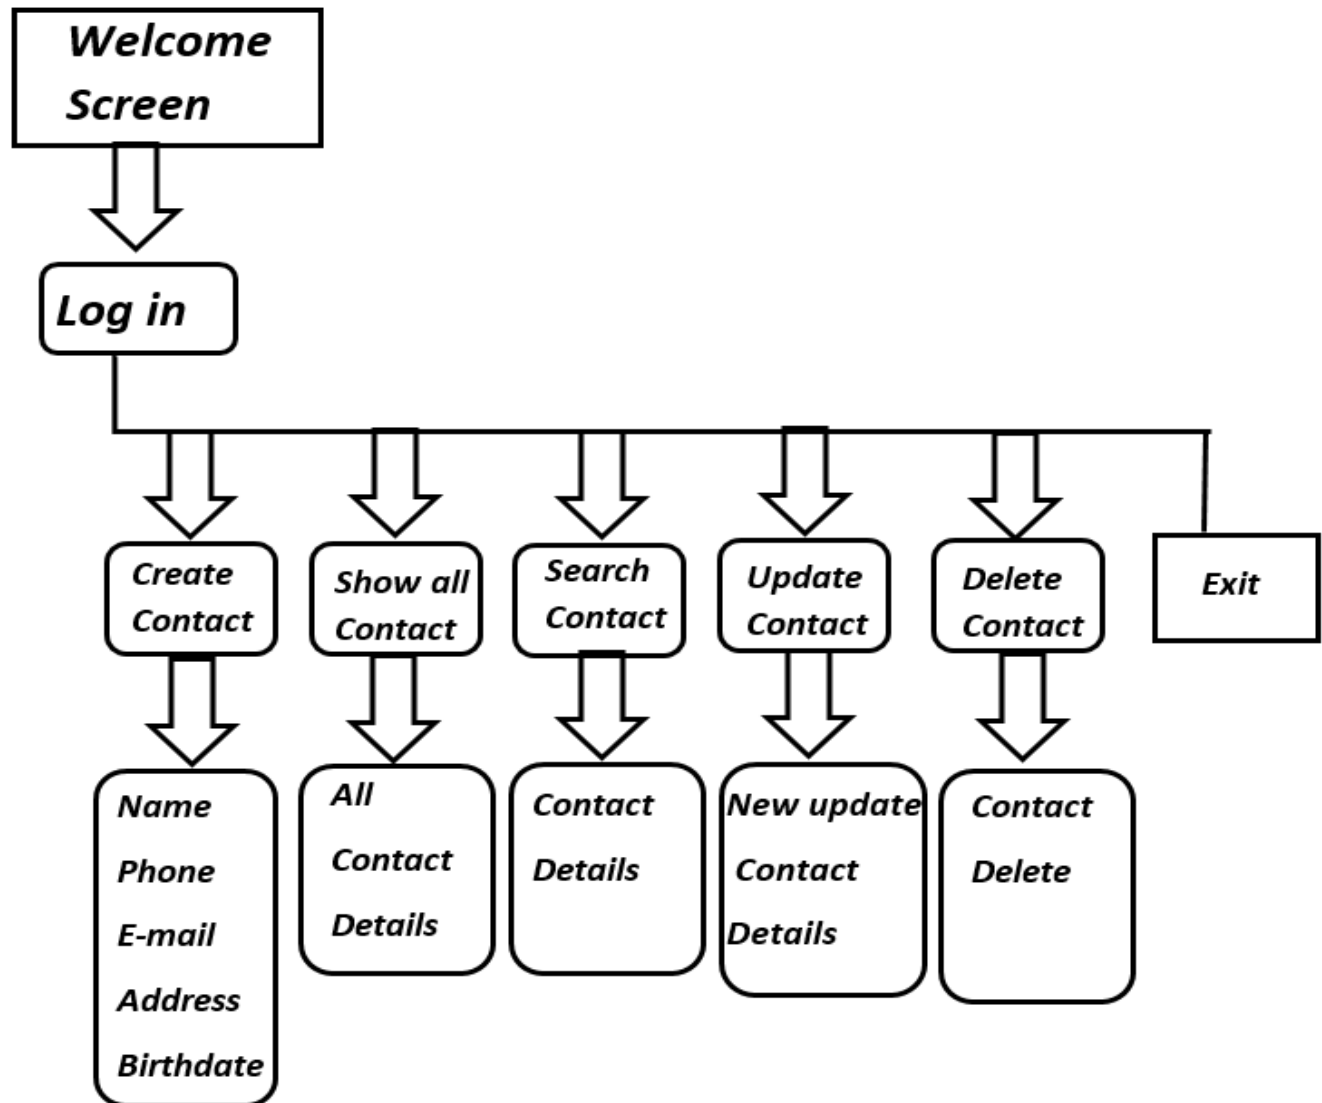 Welcome
Screen
Log in
Create
Contact
Show all
Contact
Search
Contact
Update
Contact
Delete
Contact
Exit
Name
Phone
E-mail
Address
Birthdate
All
Contact
Details
Contact
Details
New update
Contact
Details
Contact
Delete